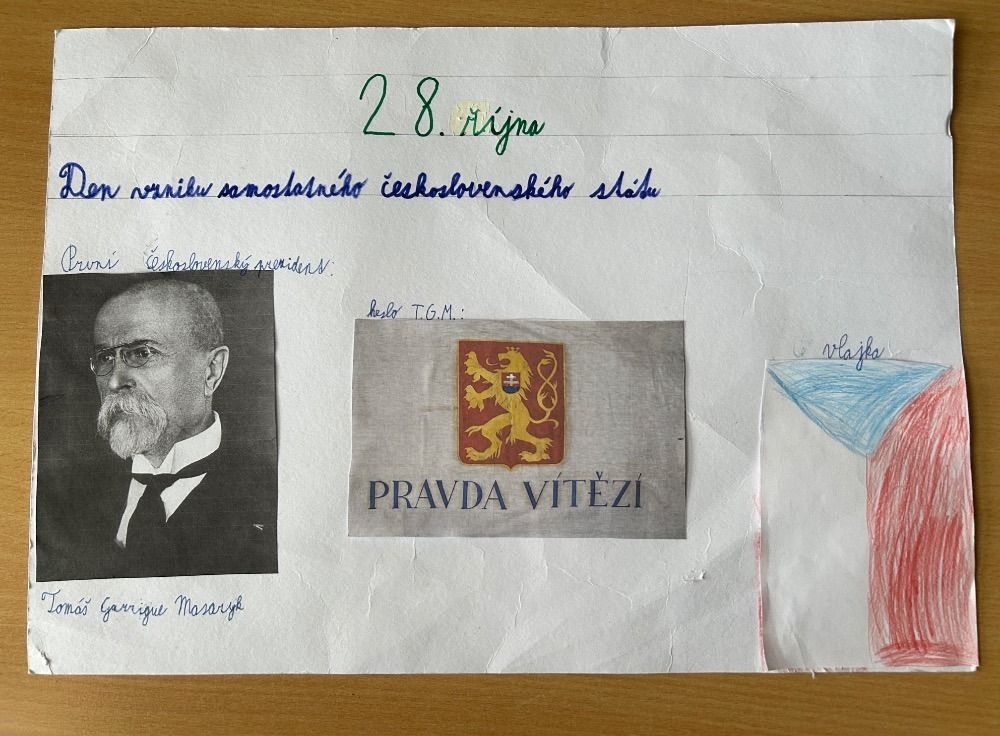 28. října
Den vzniku samostatného československého státu
První Československý prezident:
heslo T.G.M.:
vlajka
PRAVDA VÍTĚZÍ
Tomáš Garrigue Masaryk